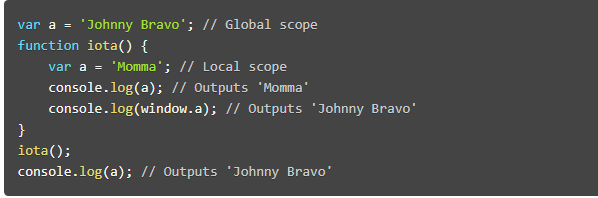 var a = 'Johnny Bravo'; // Global scope
function iota() {
    var a = 'Momma'; // Local scope
    console.log(a); // Outputs 'Momma'
    console.log(window.a); // Outputs 'Johnny Bravo'
}
iota();
console.log(a); // Outputs 'Johnny Bravo'